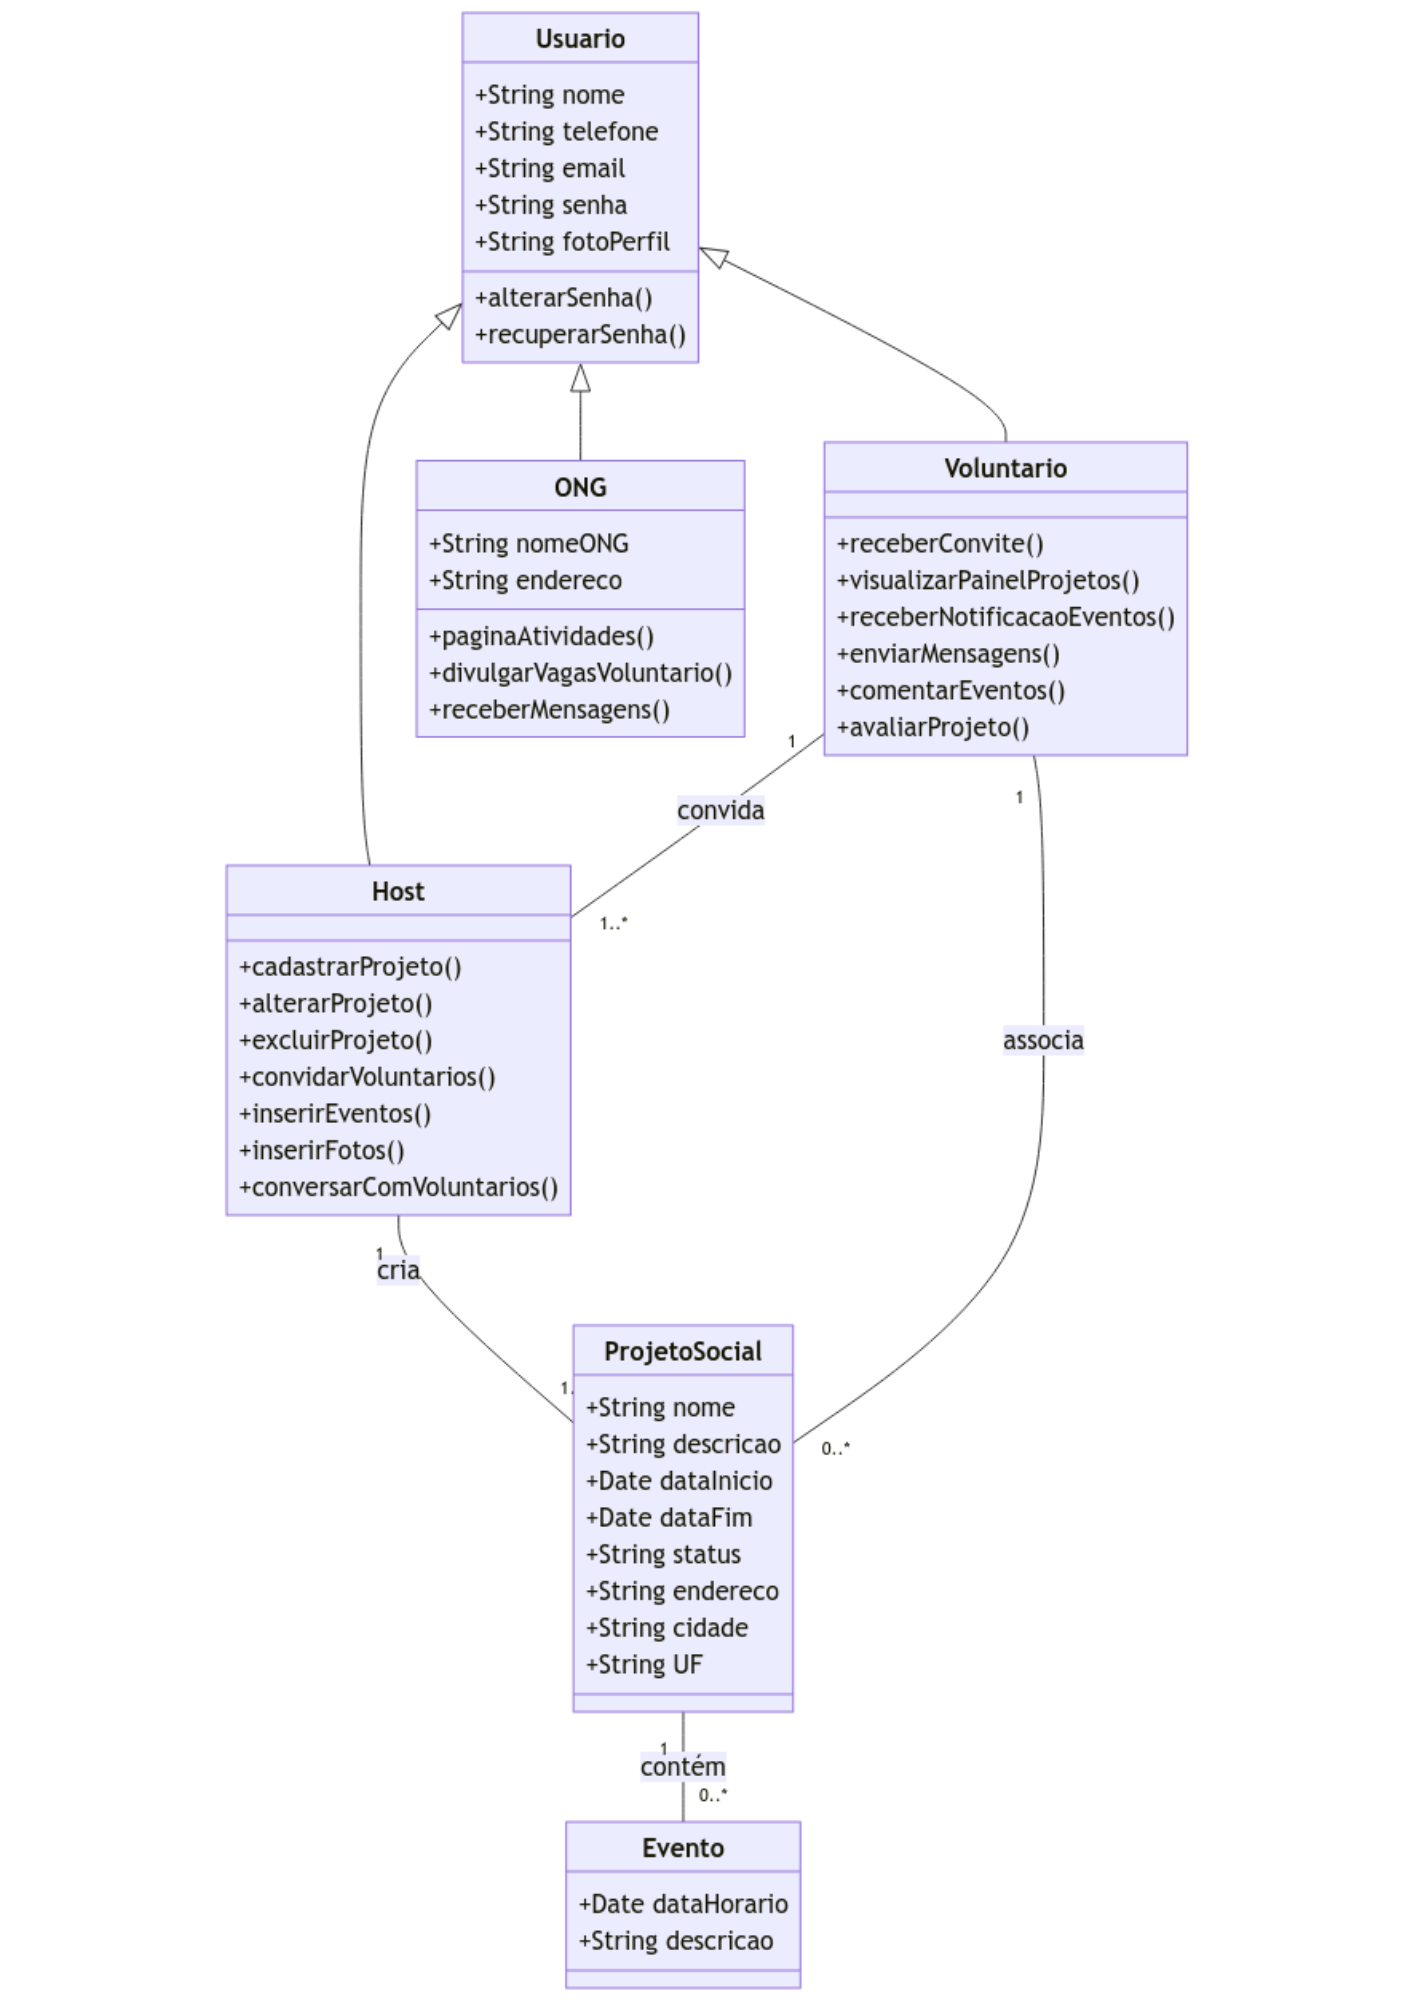 Usuario
+String nome
+String telefone
+String email
+String senha
+String fotoPerfil
+alterarSenha()
+recuperarSenha()
ONG
+String nomeONG
+String endereco
+paginaAtividades()
+divulgarVagasVoluntario()
+receberMensagens()
Voluntario
+receberConvite()
+visualizarPainelProjetos()
+receberNotificacaoEventos()
+enviarMensagens()
+comentarEventos()
+avaliarProjeto()
1
convida
1..*
1
associa
0..*
Host
+cadastrarProjeto()
+alterarProjeto()
+excluirProjeto()
+convidarVoluntarios()
+inserirEventos()
+inserirFotos()
+conversarComVoluntarios()
1
cria
1.
ProjetoSocial
+String nome
+String descricao
+Date dataInicio
+Date dataFim
+String status
+String endereco
+String cidade
+String UF
1
contém
0..*
Evento
+Date dataHorario
+String descricao